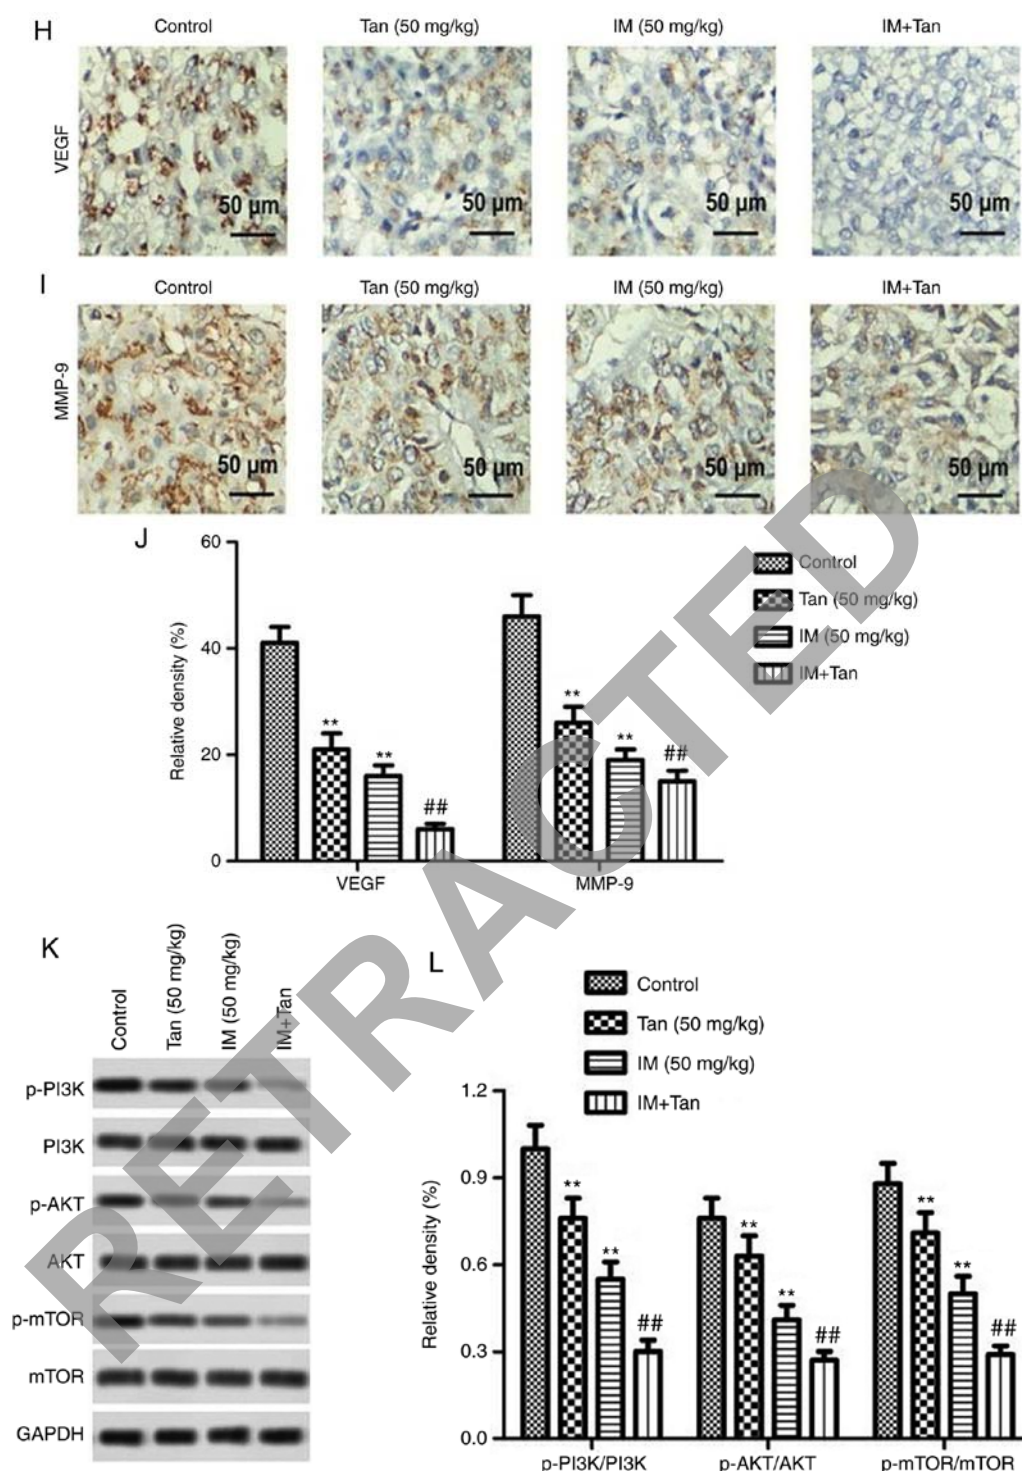 H
Control Tan (50 mg/kg) IM (50 mg/kg) IM+Tan
VEGF
50 µm 50 µm 50 µm 50 µm
I
Control Tan (50 mg/kg) IM (50 mg/kg) IM+Tan
MMP-9
50 µm 50 µm 50 µm 50 µm
J
Relative density (%)
60
40
20
0
** ** ##
** ** ##
VEGF MMP-9
Control
Tan (50 mg/kg)
IM (50 mg/kg)
IM+Tan
K
Control Tan (50 mg/kg) IM (50 mg/kg) IM+Tan
p-PI3K
PI3K
p-AKT
AKT
p-mTOR
mTOR
GAPDH
L
Control
Tan (50 mg/kg)
IM (50 mg/kg)
IM+Tan
Relative density (%)
1.2
0.9
0.6
0.3
0.0
** ** ##
** ** ##
** ** ##
p-PI3K/PI3K p-AKT/AKT p-mTOR/mTOR
RETRACTED